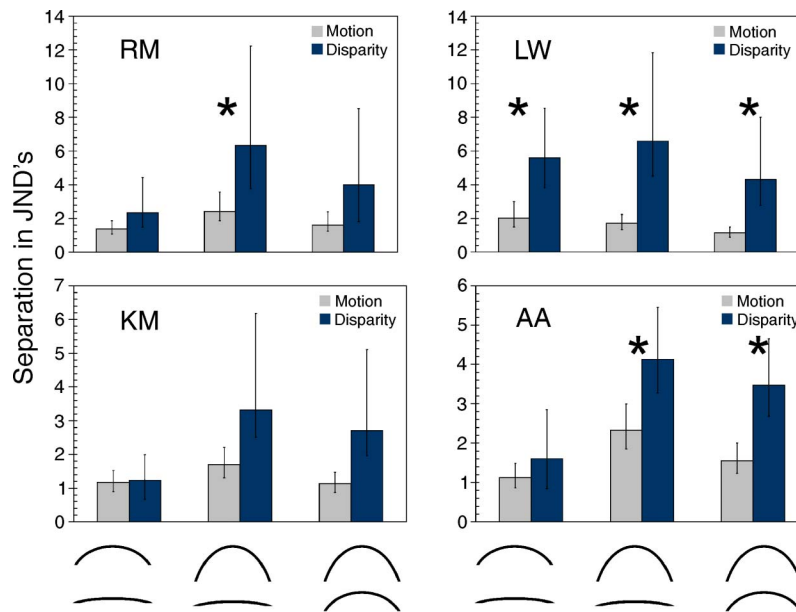 Separation in JND's
RM
Motion
Disparity
*
14
12
10
8
6
4
2
0
LW
Motion
Disparity
* * *
14
12
10
8
6
4
2
0
KM
Motion
Disparity
7
6
5
4
3
2
1
0
AA
Motion
Disparity
* *
6
5
4
3
2
1
0